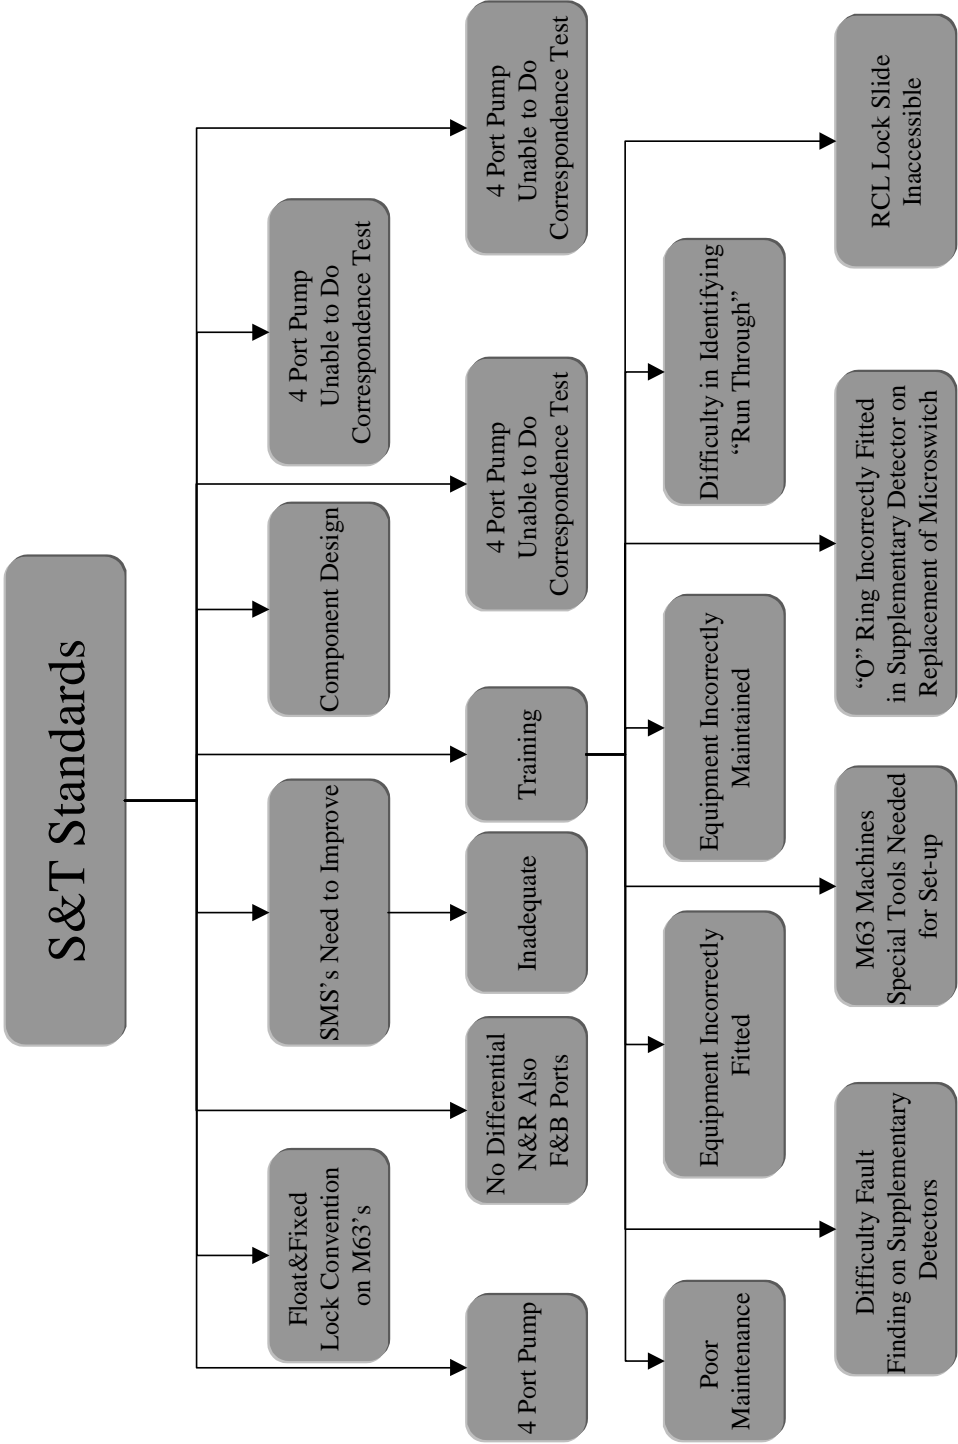 S&T Standards
Float&Fixed
Lock Convention
on M63's
SMS's Need to Improve
Component Design
4 Port Pump
Unable to Do
Correspondence Test
4 Port Pump
No Differential
N&R Also
F&B Ports
Inadequate
Training
4 Port Pump
Unable to Do
Correspondence Test
4 Port Pump
Unable to Do
Correspondence Test
Poor
Maintenance
Equipment Incorrectly
Fitted
Equipment Incorrectly
Maintained
Difficulty in Identifying
“Run Through”
Difficulty Fault
Finding on Supplementary
Detectors
M63 Machines
Special Tools Needed
for Set-up
“O” Ring Incorrectly Fitted
in Supplementary Detector on
Replacement of Microswitch
RCL Lock Slide
Inaccessible